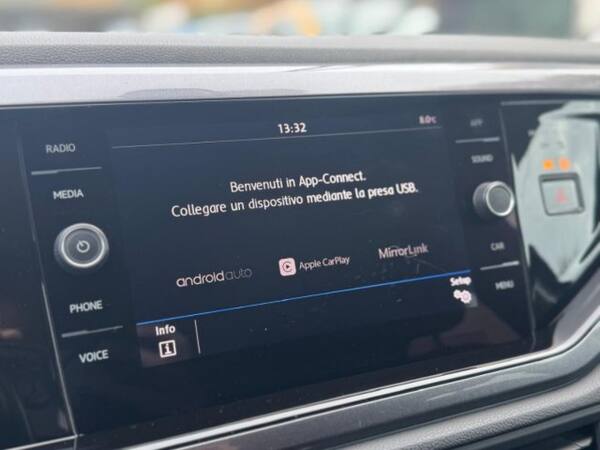 RADIO
MEDIA
PHONE
VOICE
13:32
8.0°C
Benvenuti in App-Connect.
Collegare un dispositivo mediante la presa USB.
androidauto
Apple CarPlay
MirrorLink
Info
i
Setup
APP
SOUND
CAR
MENU